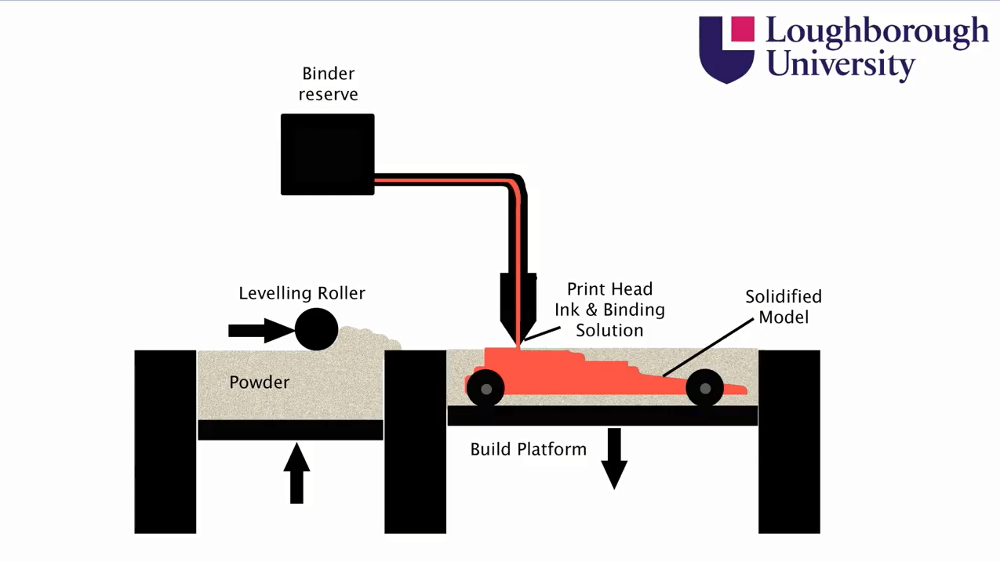 Loughborough
University
Binder
reserve
Levelling Roller
Print Head
Ink & Binding
Solution
Solidified
Model
Powder
Build Platform